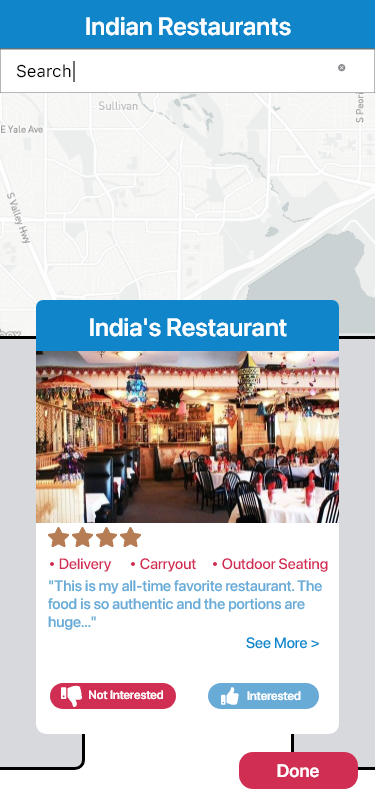 Indian Restaurants
Search
Sullivan
E Yale Ave
S Peori
S Valley Hwy
India's Restaurant
• Delivery • Carryout • Outdoor Seating
"This is my all-time favorite restaurant. The
food is so authentic and the portions are
huge..."
See More >
Not Interested Interested
Done